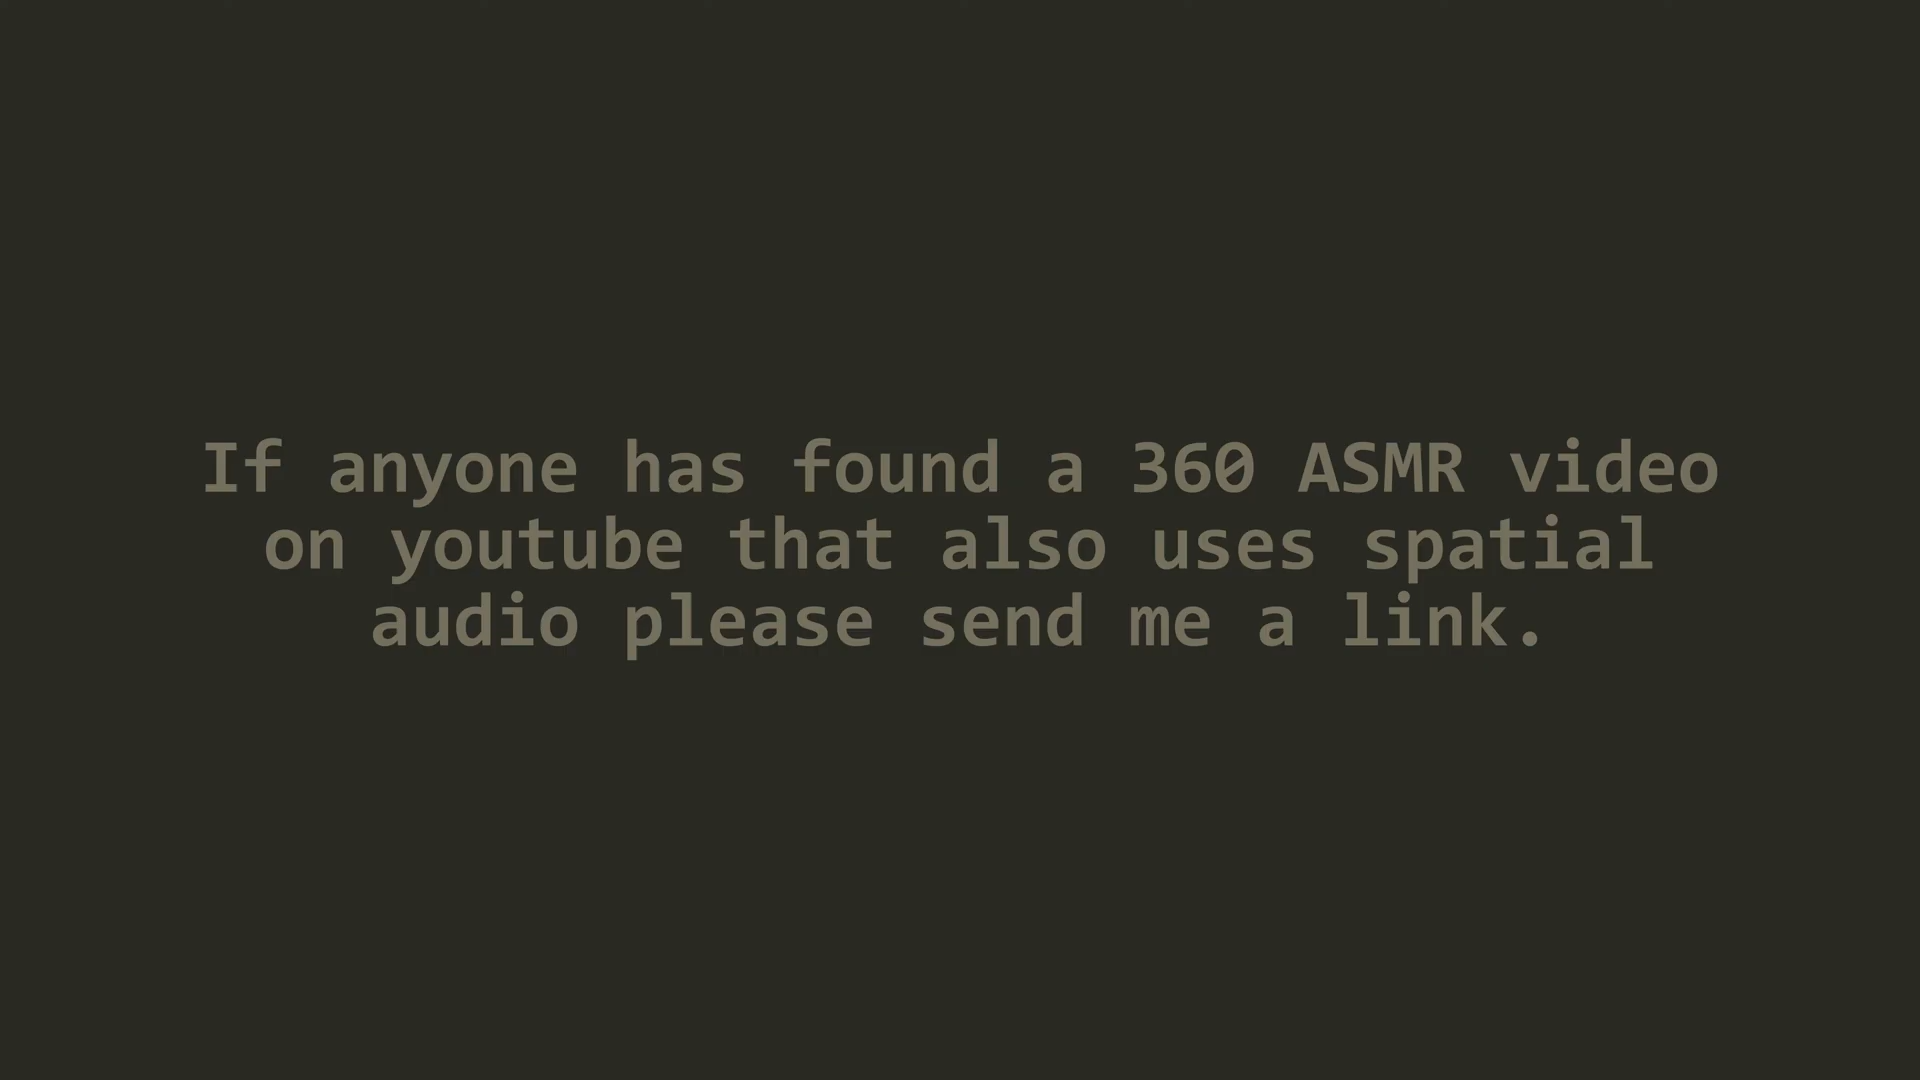 If anyone has found a 360 ASMR video
on youtube that also uses spatial
audio please send me a link.